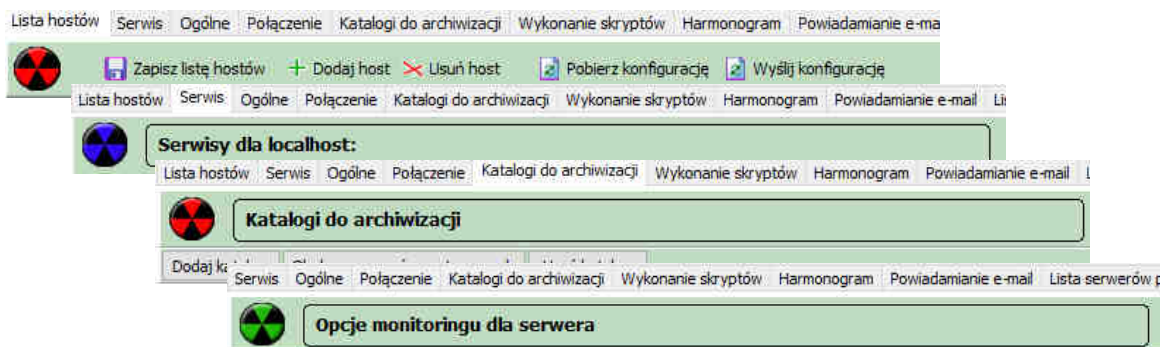 Lista hostów Serwis Ogólne Połączenie Katalogi do archiwizacji Wykonanie skryptów Harmonogram Powiadamianie
Zapisz listę hostów Dodaj host Usuń host Pobierz konfigurację Wyślij konfigurację
Lista hostów Serwis Ogólne Połączenie Katalogi do archiwizacji Wykonanie skryptów Harmonogram Powiadamianie e-mail
Serwisy dla localhost:
Lista hostów Serwis Ogólne Połączenie Katalogi do archiwizacji Wykonanie skryptów Harmonogram Powiadamianie e-mail
Katalogi do archiwizacji
Dodaj
Serwis Ogólne Połączenie Katalogi do archiwizacji Wykonanie skryptów Harmonogram Powiadamianie e-mail Lista serwerów
Opcje monitoringu dla serwera